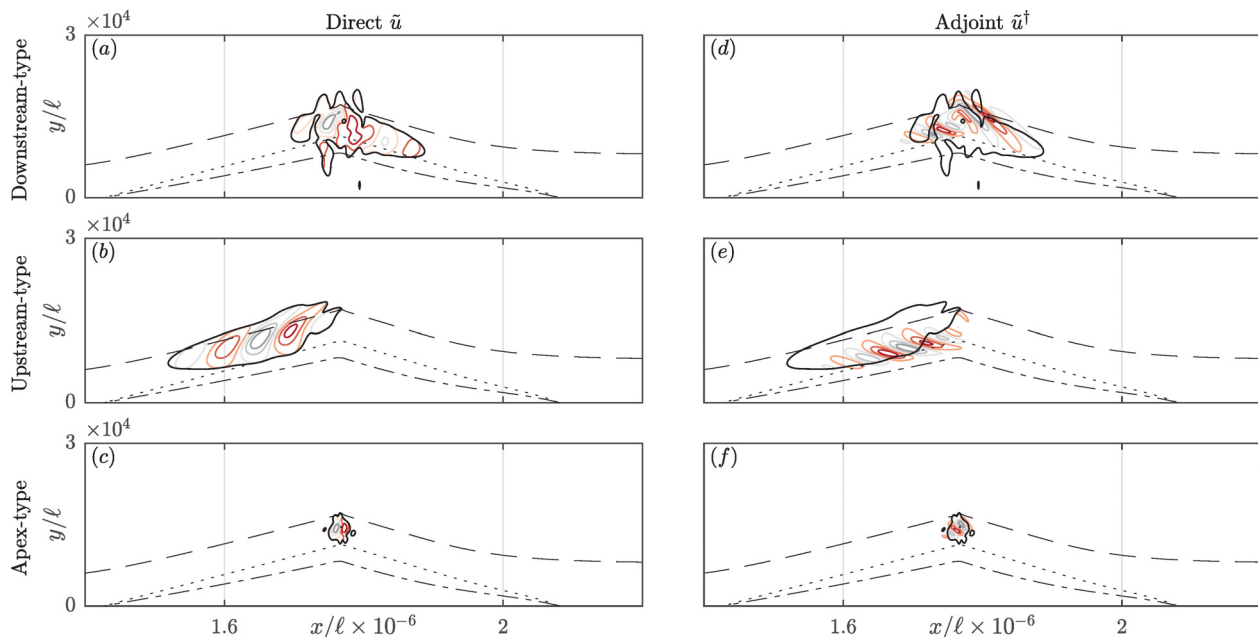 Direct ũ
Adjoint ũ†
×10⁴
3
(a)
(d)
Downstream-type
y/ℓ
0
×10⁴
3
(b)
(e)
Upstream-type
y/ℓ
0
×10⁴
3
(c)
(f)
Apex-type
y/ℓ
0
1.6
x/ℓ × 10⁻⁶
2
1.6
x/ℓ × 10⁻⁶
2